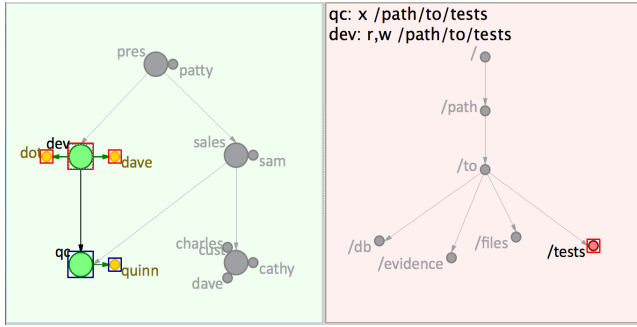 pres
patty
dev
dot
dave
sales
sam
qc
quinn
charles
cust
cathy
dave
qc: x /path/to/tests
dev: r,w /path/to/tests
/
/path
/to
/db
/evidence
/files
/tests